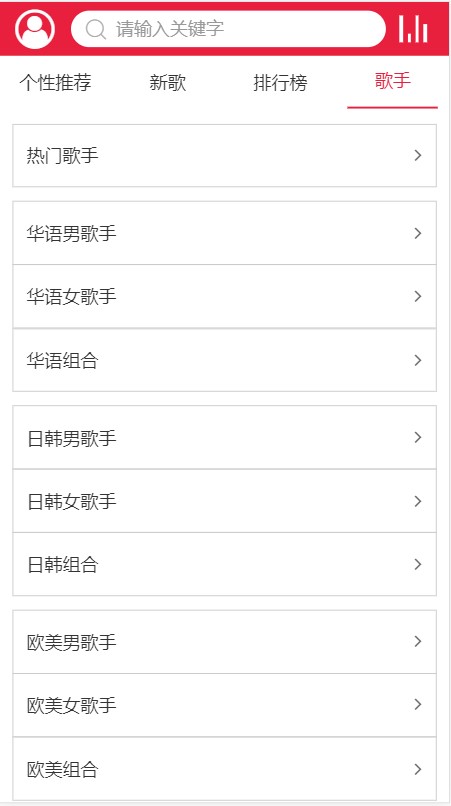 请输入关键字
个性推荐 新歌 排行榜 歌手
热门歌手
华语男歌手
华语女歌手
华语组合
日韩男歌手
日韩女歌手
日韩组合
欧美男歌手
欧美女歌手
欧美组合